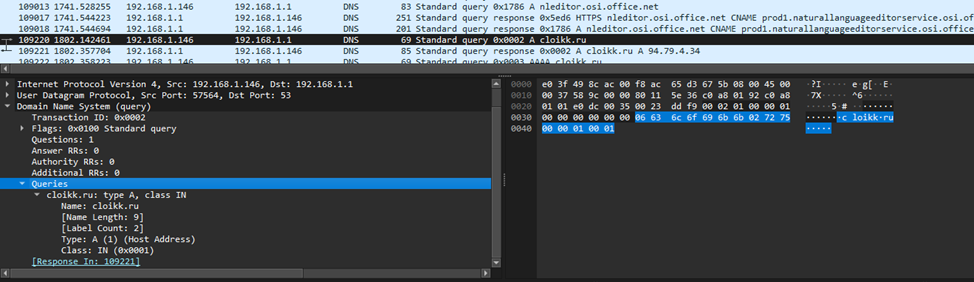 109013 1741.528255 192.168.1.146 192.168.1.1 DNS 83 Standard query 0x1786 A nleditor.osi.office.net
109017 1741.544223 192.168.1.1 192.168.1.146 DNS 251 Standard query response 0x5ed6 HTTPS nleditor.osi.office.net CNAME prod1.naturallanguageeditorservice.osi.
109018 1741.544694 192.168.1.1 192.168.1.146 DNS 201 Standard query response 0x1786 A nleditor.osi.office.net CNAME prod1.naturallanguageeditorservice.osi.offi
109220 1802.142461 192.168.1.146 192.168.1.1 DNS 69 Standard query 0x0002 A cloikk.ru
109221 1802.357704 192.168.1.1 192.168.1.146 DNS 85 Standard query response 0x0002 A cloikk.ru A 94.79.4.34
109222 1802.358223 192.168.1.146 192.168.1.1 DNS 69 Standard query 0x0003 AAAA cloikk.ru
Internet Protocol Version 4, Src: 192.168.1.146, Dst: 192.168.1.1
User Datagram Protocol, Src Port: 57564, Dst Port: 53
Domain Name System (query)
Transaction ID: 0x0002
Flags: 0x0100 Standard query
Questions: 1
Answer RRs: 0
Authority RRs: 0
Additional RRs: 0
Queries
cloikk.ru: type A, class IN
Name: cloikk.ru
[Name Length: 9]
[Label Count: 2]
Type: A (1) (Host Address)
Class: IN (0x0001)
[Response In: 109221]
0000 e0 3f 49 8c ac 00 f8 ac 65 d3 67 5b 08 00 45 00 ·?I····· e·g[··E·
0010 00 37 58 9c 00 00 80 11 5e 36 c0 a8 01 92 c0 a8 ·7X····· ^6······
0020 01 01 e0 dc 00 35 00 23 dd f9 00 02 01 00 00 01 ·····5·# ········
0030 00 00 00 00 00 00 06 63 6c 6f 69 6b 6b 02 72 75 ·······c loikk·ru
0040 00 00 01 00 01 ·····